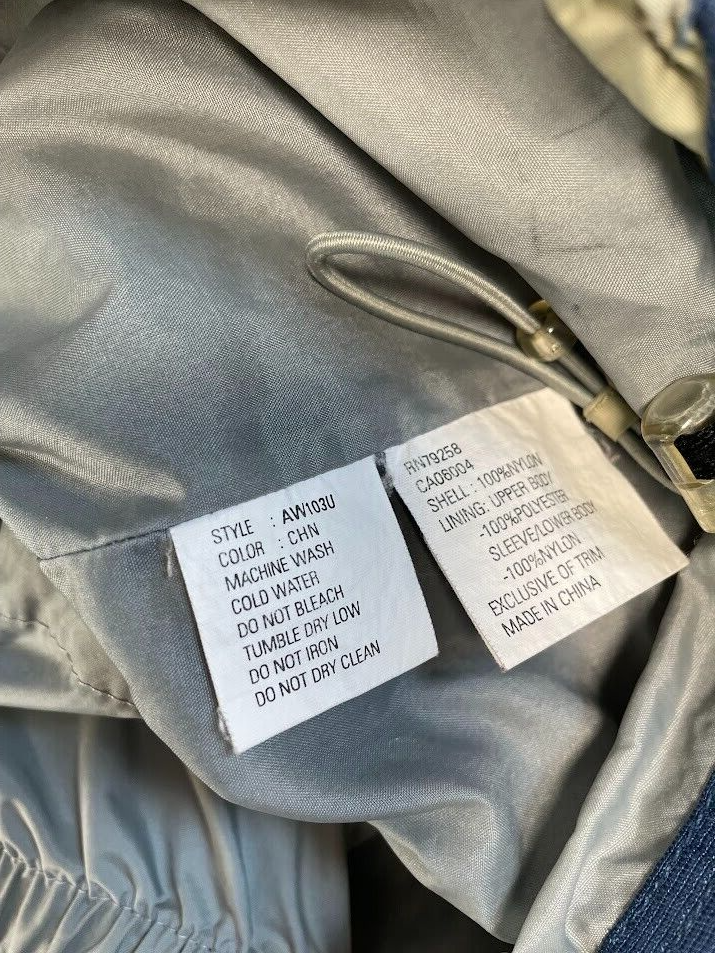 STYLE : AW103U
COLOR : CHN
MACHINE WASH
COLD WATER
DO NOT BLEACH
TUMBLE DRY LOW
DO NOT IRON
DO NOT DRY CLEAN
RN79258
CA06004
SHELL : 100%NYLON
LINING: UPPER BODY
-100%POLYESTER
SLEEVE/LOWER BODY
-100%NYLON
EXCLUSIVE OF TRIM
MADE IN CHINA